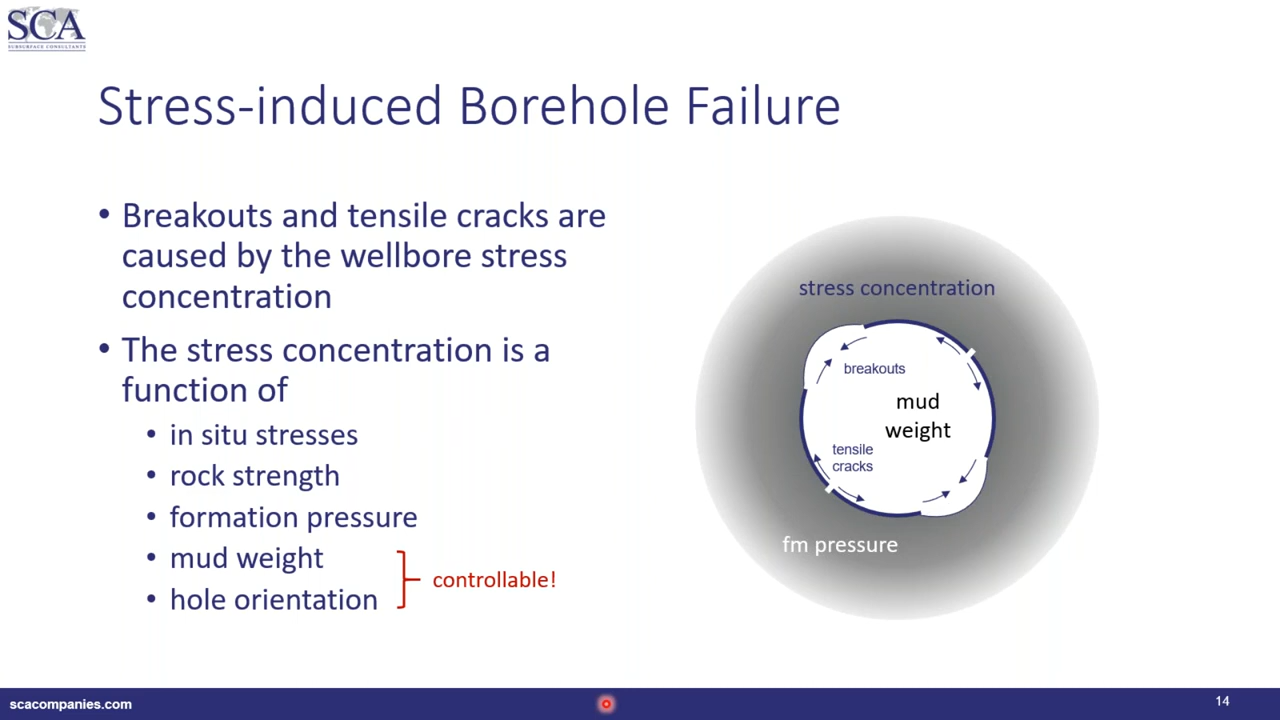 SCA
SUBSURFACE CONSULTANTS
Stress-induced Borehole Failure
• Breakouts and tensile cracks are
caused by the wellbore stress
concentration
• The stress concentration is a
function of
• in situ stresses
• rock strength
• formation pressure
• mud weight
• hole orientation
controllable!
stress concentration
breakouts
mud
weight
tensile
cracks
fm pressure
scacompanies.com
14